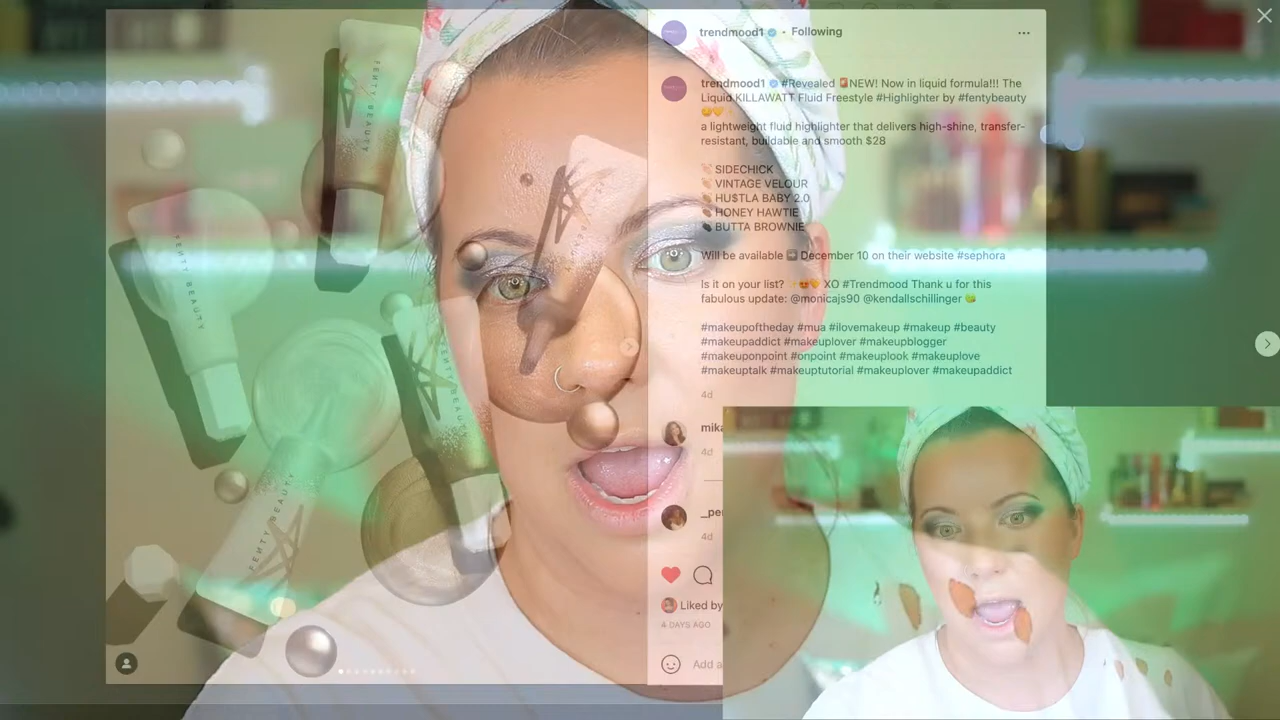 trendmood1 • Following
trendmood1 #Revealed 🚨NEW! Now in liquid formula!!! The
Liquid KILLAWATT Fluid Freestyle #Highlighter by #fentybeauty
a lightweight fluid highlighter that delivers high-shine, transfer-
resistant, buildable and smooth $28
SIDECHICK
VINTAGE VELOUR
HU$TLA BABY 2.0
HONEY HAWTIE
BUTTA BROWNIE
Will be available ➡️ December 10 on their website #sephora
Is it on your list? XO #Trendmood Thank u for this
fabulous update: @monicajs90 @kendallschillinger
#makeupoftheday #mua #ilovemakeup #makeup #beauty
#makeupaddict #makeuplover #makeupblogger
#makeuponpoint #onpoint #makeuplook #makeuplove
#makeuptalk #makeuptutorial #makeuplover #makeupaddict
4d
mika
4d
_per
4d
Liked by
4 DAYS AGO
Add a
FENTY BEAUTY
FENTY BEAUTY
FENTY BEAUTY
FENTY BEAUTY